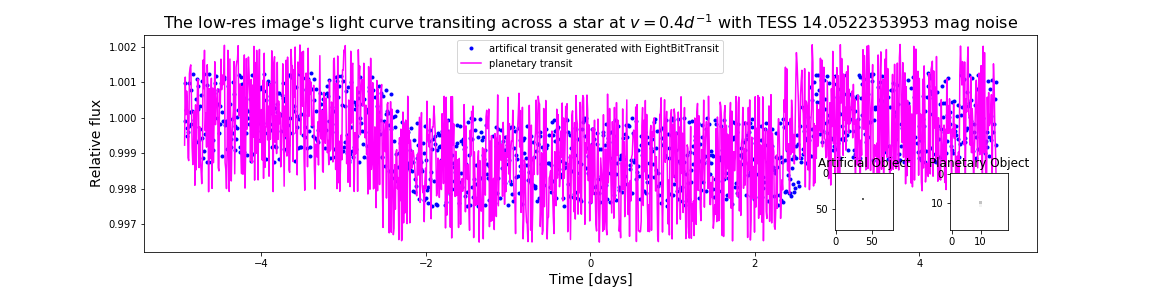 The low-res image's light curve transiting across a star at v = 0.4d⁻¹ with TESS 14.0522353953 mag noise
artifical transit generated with EightBitTransit
planetary transit
Relative flux
1.002
1.001
1.000
0.999
0.998
0.997
Artificial Object
0
50
0 50
Planetary Object
0
10
0 10
−4 −2 0 2 4
Time [days]